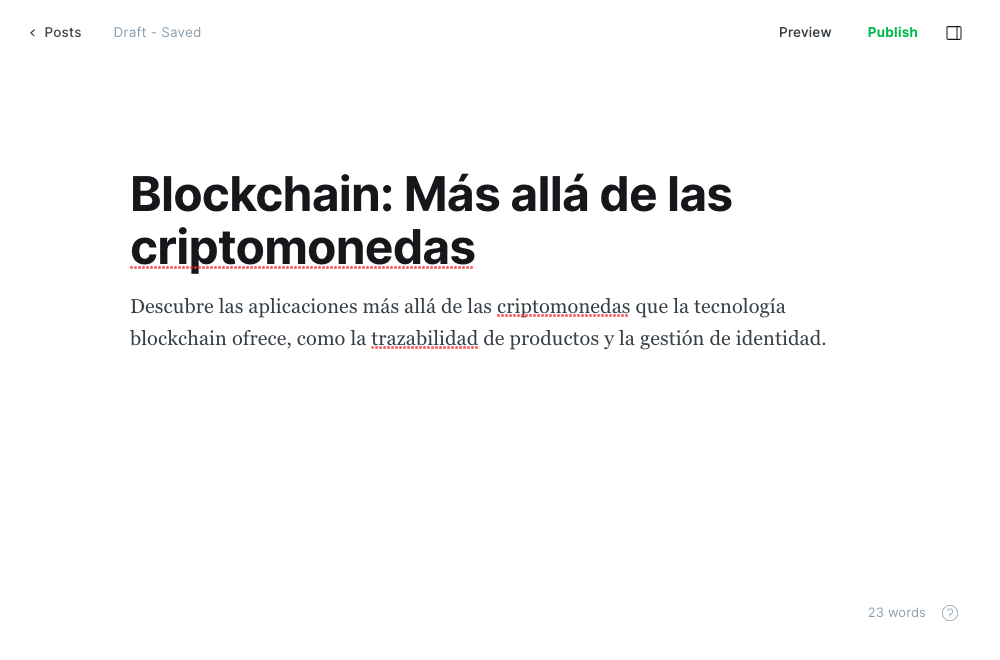 Posts
Draft - Saved
Preview
Publish
Blockchain: Más allá de las
criptomonedas
Descubre las aplicaciones más allá de las criptomonedas que la tecnología
blockchain ofrece, como la trazabilidad de productos y la gestión de identidad.
23 words
?